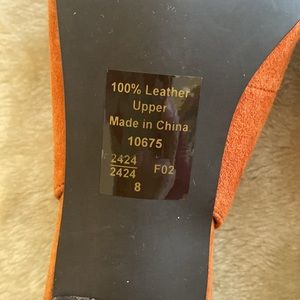 100% Leather
Upper
Made in China
10675
2424 F02
2424
8